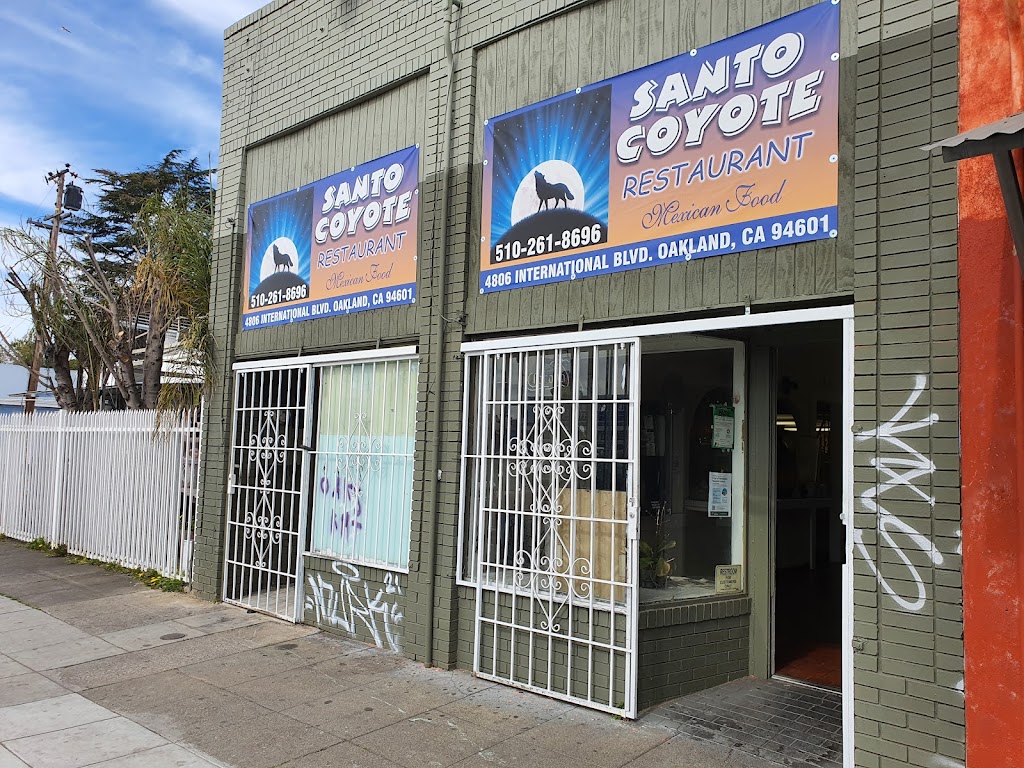 SANTO
COYOTE
RESTAURANT
Mexican Food
510-261-8696
4806 INTERNATIONAL BLVD. OAKLAND, CA 94601
SANTO
COYOTE
RESTAURANT
Mexican Food
510-261-8696
4806 INTERNATIONAL BLVD. OAKLAND, CA 94601
RESTROOM